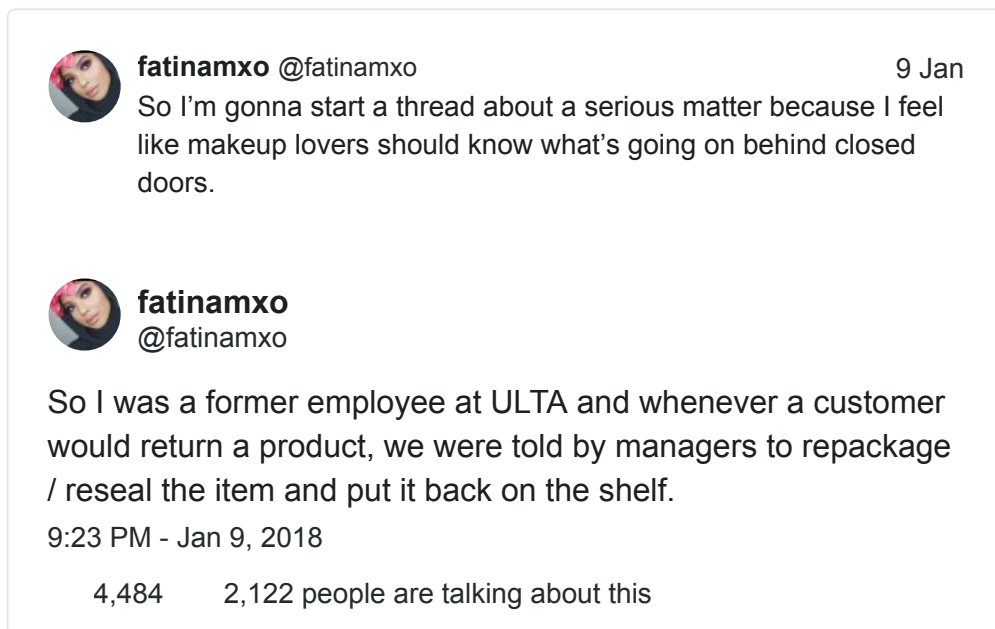 fatinamxo @fatinamxo 9 Jan
So I’m gonna start a thread about a serious matter because I feel
like makeup lovers should know what’s going on behind closed
doors.
fatinamxo
@fatinamxo
So I was a former employee at ULTA and whenever a customer
would return a product, we were told by managers to repackage
/ reseal the item and put it back on the shelf.
9:23 PM - Jan 9, 2018
4,484 2,122 people are talking about this